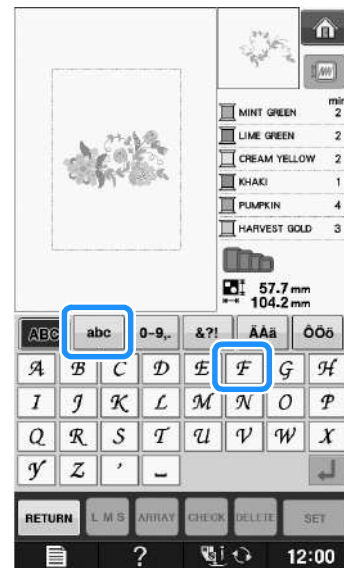 min
MINT GREEN 2
LIME GREEN 2
CREAM YELLOW 2
KHAKI 1
PUMPKIN 4
HARVEST GOLD 3
57.7 mm
104.2 mm
ABC abc 0-9,. &?! ÄÅä ÔÖö
A B C D E F G H
I J K L M N O P
Q R S T U V W X
Y Z ' _
RETURN L M S ARRAY CHECK DELETE SET
? 12:00